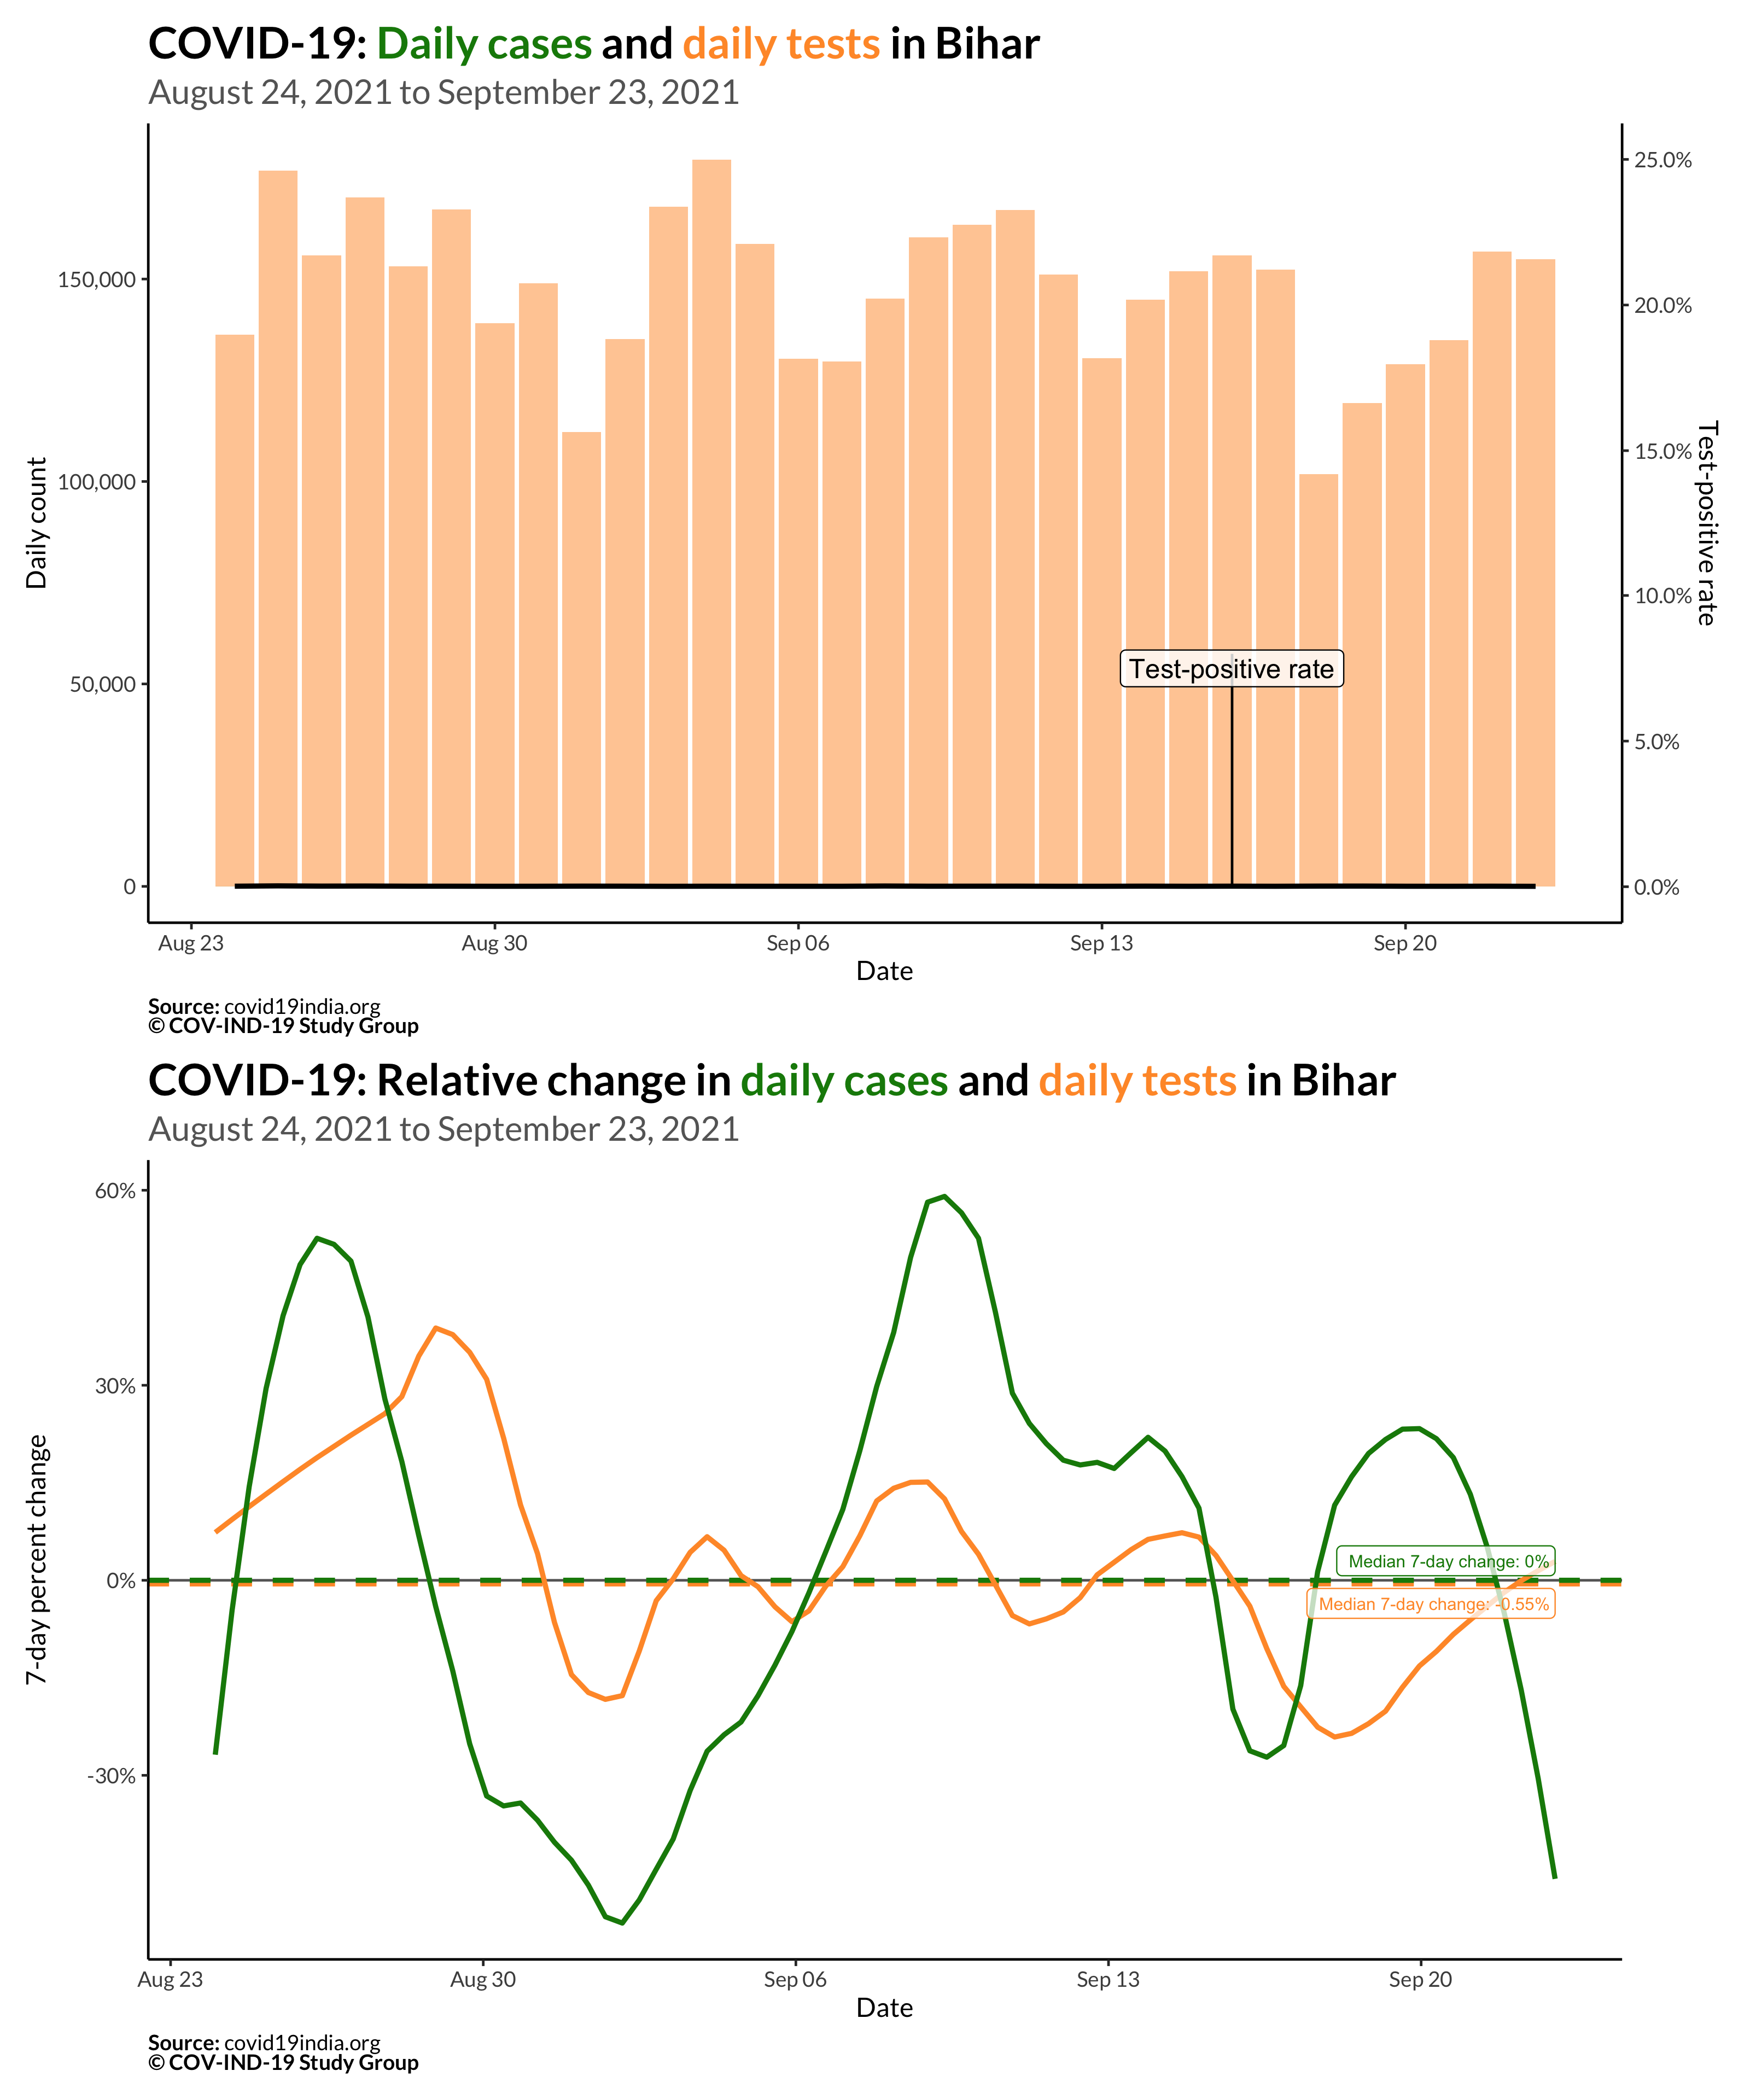 COVID-19: Daily cases and daily tests in Bihar
August 24, 2021 to September 23, 2021
25.0%
150,000
20.0%
Daily count
100,000
15.0%
Test-positive rate
10.0%
Test-positive rate
50,000
5.0%
0
0.0%
Aug 23 Aug 30 Sep 06 Sep 13 Sep 20
Date
Source: covid19india.org
© COV-IND-19 Study Group
COVID-19: Relative change in daily cases and daily tests in Bihar
August 24, 2021 to September 23, 2021
60%
30%
7-day percent change
Median 7-day change: 0%
0%
Median 7-day change: -0.55%
-30%
Aug 23 Aug 30 Sep 06 Sep 13 Sep 20
Date
Source: covid19india.org
© COV-IND-19 Study Group